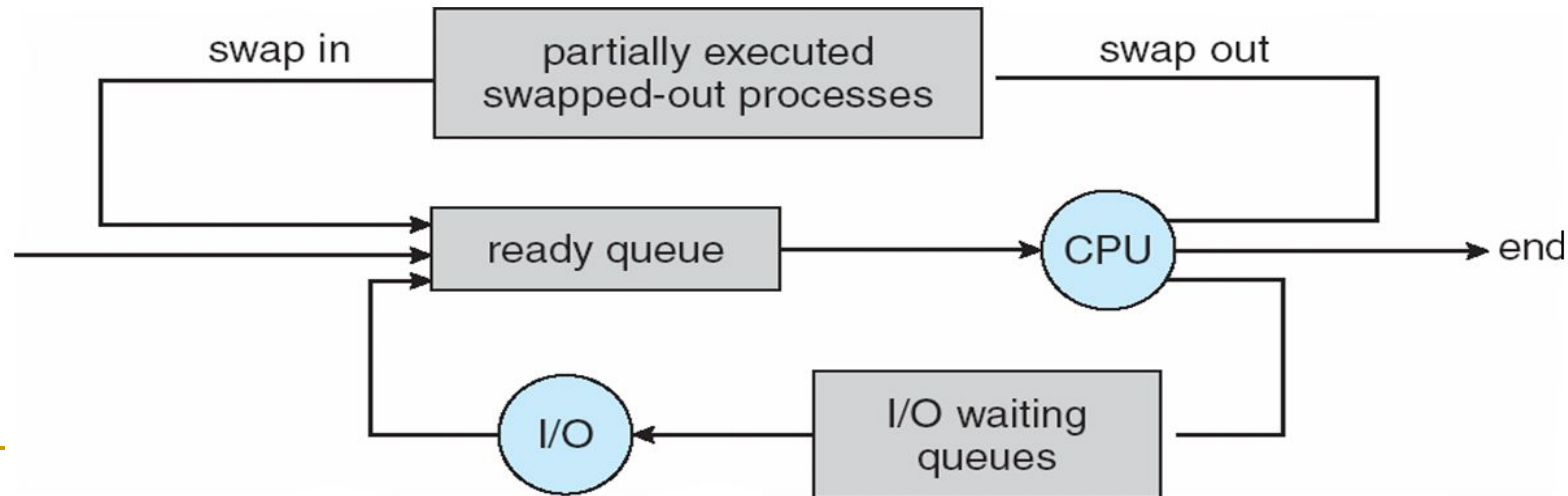 swap in
partially executed
swapped-out processes
swap out
ready queue
CPU
end
I/O
I/O waiting
queues